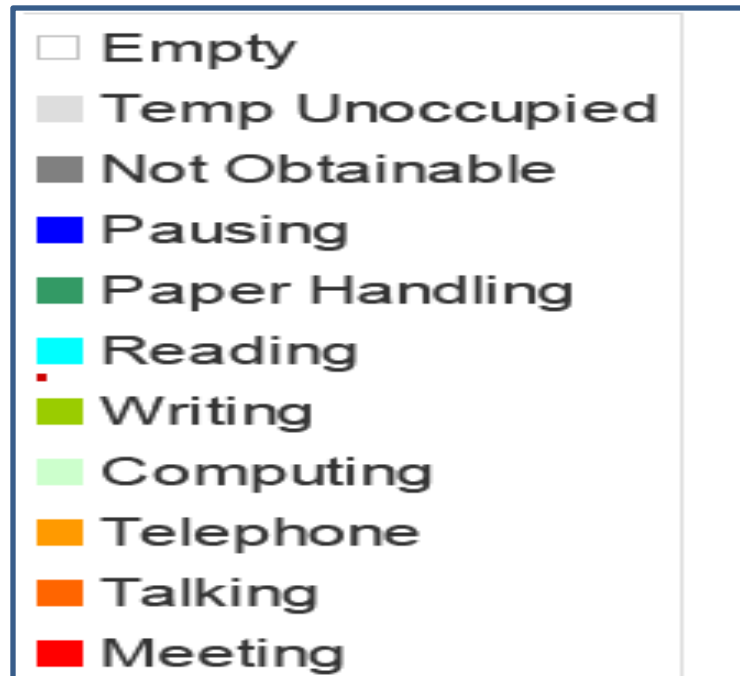 Empty
Temp Unoccupied
Not Obtainable
Pausing
Paper Handling
Reading
Writing
Computing
Telephone
Talking
Meeting